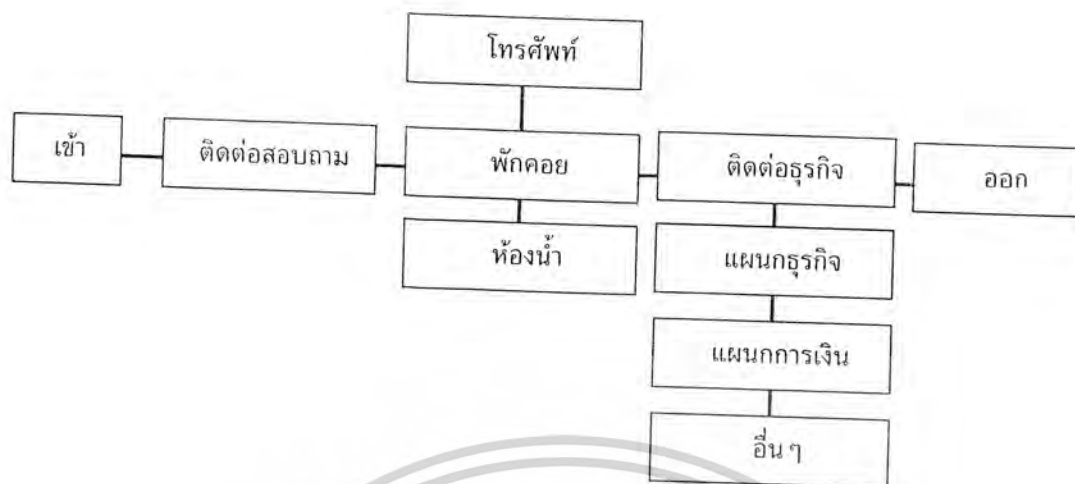 โทรศัพท์
เข้า
ติดต่อสอบถาม
พักคอย
ติดต่อธุรกิจ
ออก
ห้องน้ำ
แผนกธุรกิจ
แผนกการเงิน
อื่นๆ